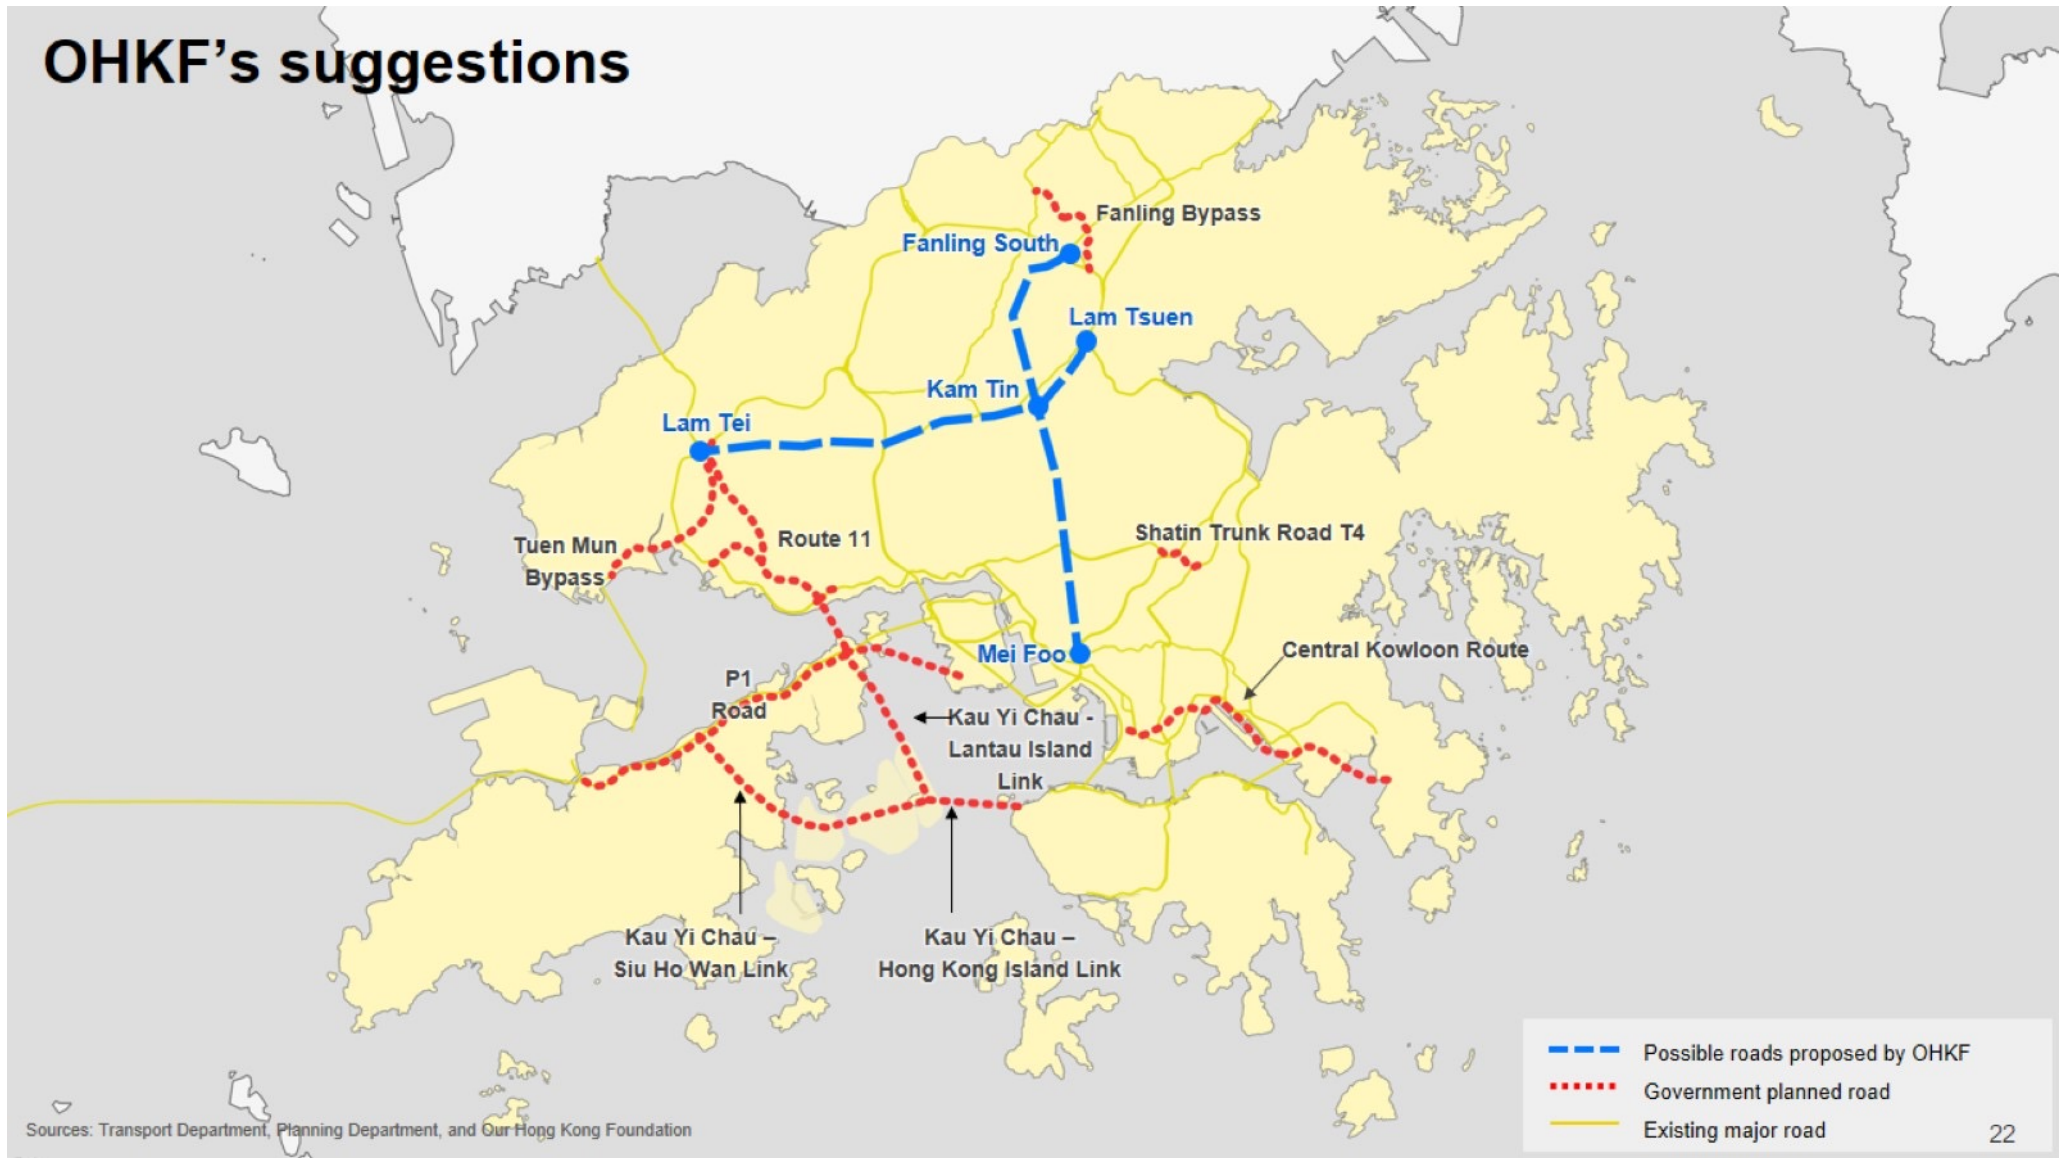 OHKF’s suggestions
Fanling Bypass
Fanling South
Lam Tsuen
Kam Tin
Lam Tei
Tuen Mun
Bypass
Route 11
Shatin Trunk Road T4
Mei Foo
Central Kowloon Route
P1
Road
Kau Yi Chau -
Lantau Island
Link
Kau Yi Chau –
Siu Ho Wan Link
Kau Yi Chau –
Hong Kong Island Link
Possible roads proposed by OHKF
Government planned road
Existing major road
Sources: Transport Department, Planning Department, and Our Hong Kong Foundation
22